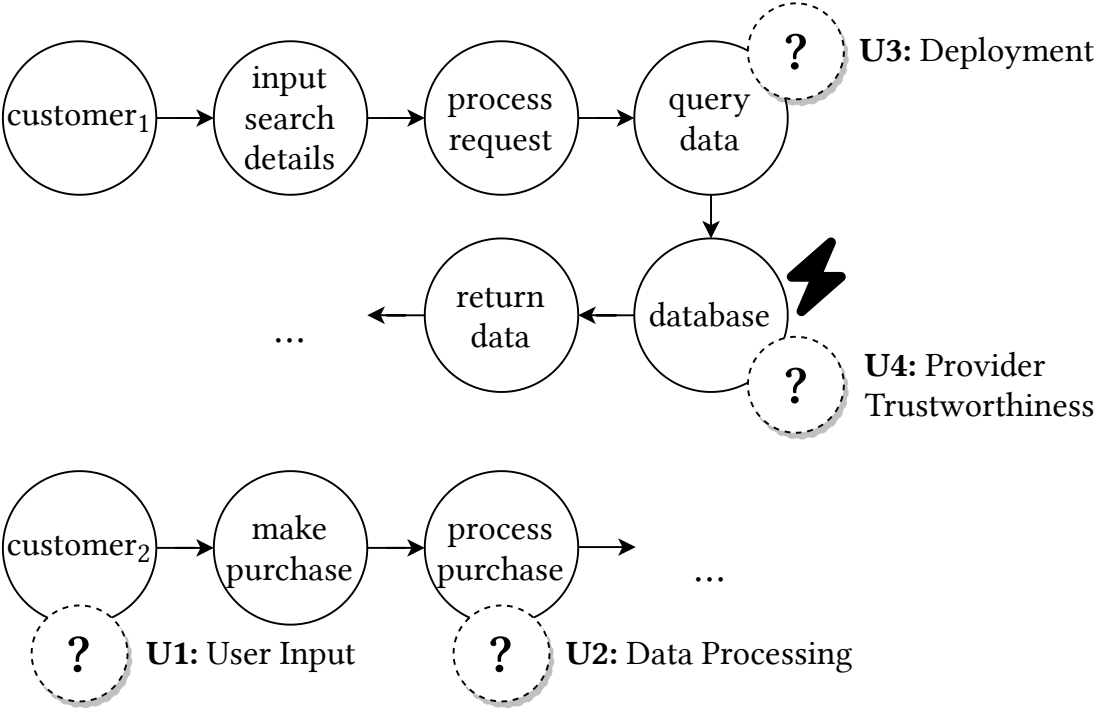 customer₁
input
search
details
process
request
query
data
?
U3: Deployment
...
return
data
database
?
U4: Provider
Trustworthiness
customer₂
make
purchase
process
purchase
...
?
U1: User Input
?
U2: Data Processing